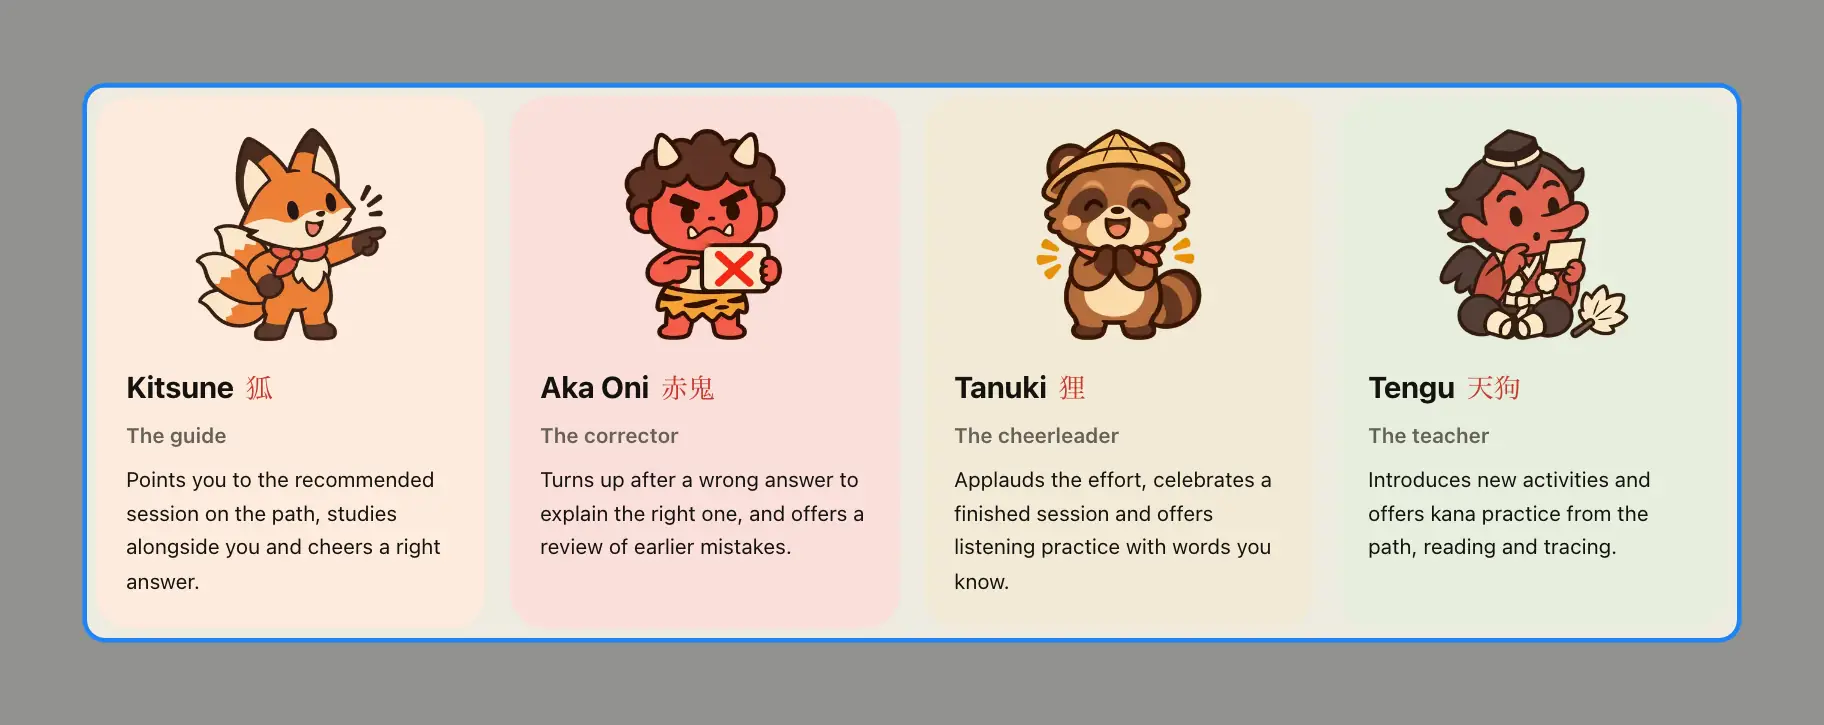 Kitsune 狐
The guide
Points you to the recommended
session on the path, studies
alongside you and cheers a right
answer.
Aka Oni 赤鬼
The corrector
Turns up after a wrong answer to
explain the right one, and offers a
review of earlier mistakes.
Tanuki 狸
The cheerleader
Applauds the effort, celebrates a
finished session and offers
listening practice with words you
know.
Tengu 天狗
The teacher
Introduces new activities and
offers kana practice from the
path, reading and tracing.